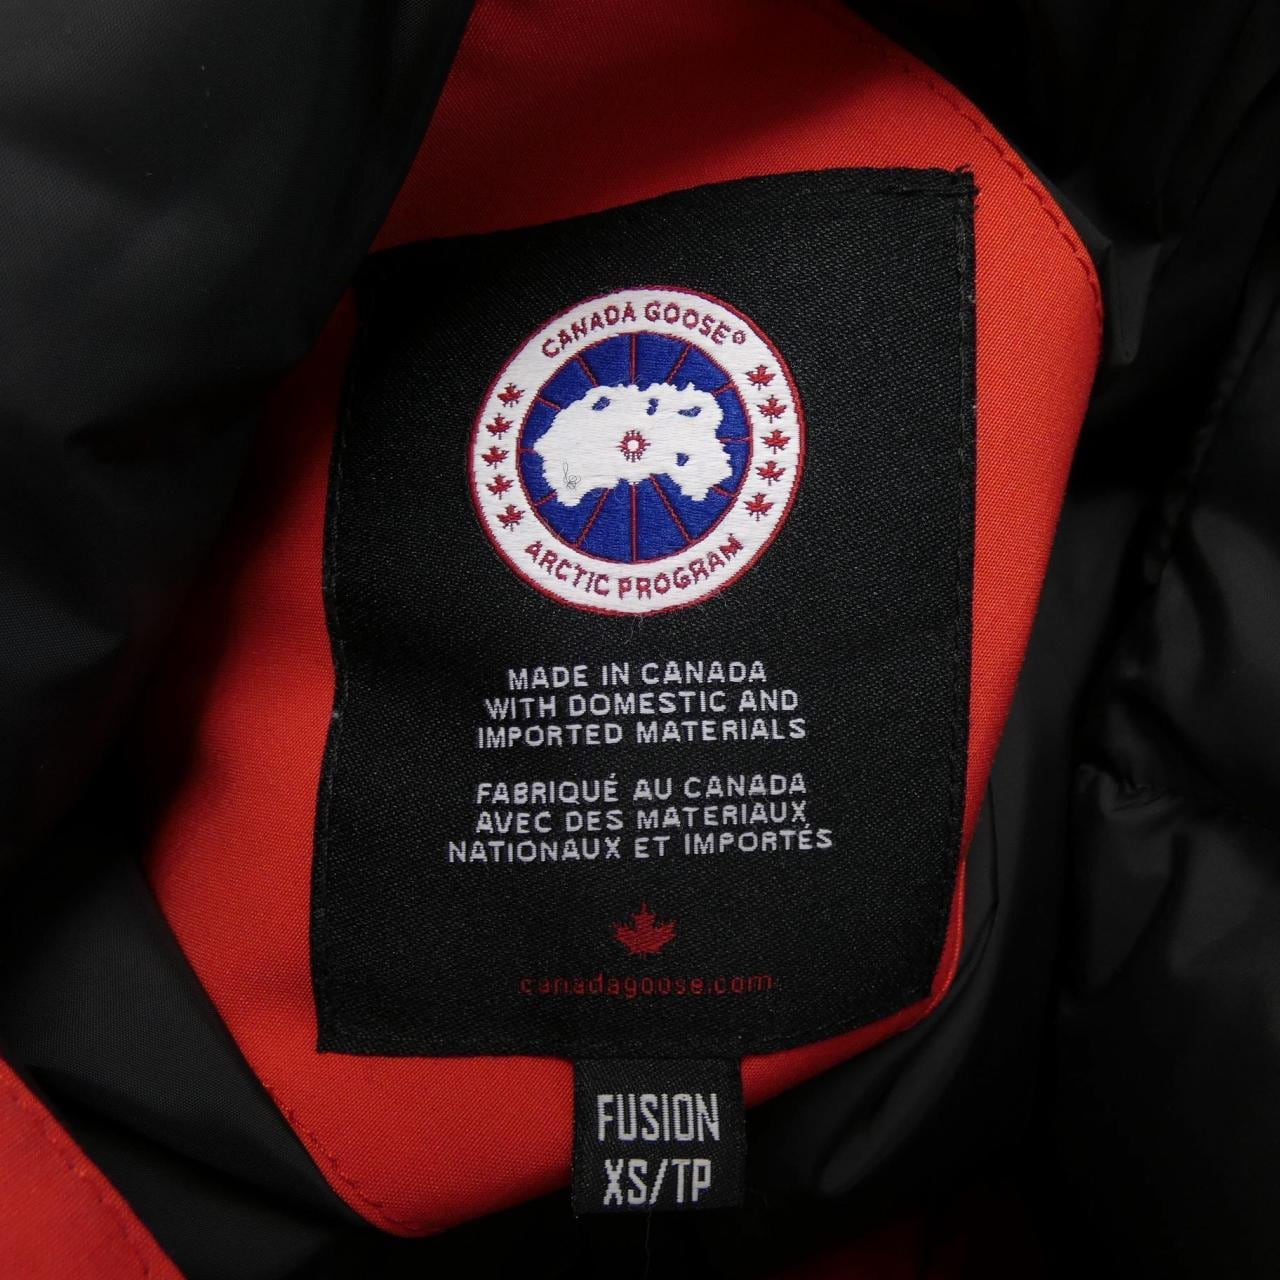 CANADA GOOSE®
ARCTIC PROGRAM
MADE IN CANADA
WITH DOMESTIC AND
IMPORTED MATERIALS
FABRIQUÉ AU CANADA
AVEC DES MATERIAUX
NATIONAUX ET IMPORTÉS
canadagoose.com
FUSION
XS/TP